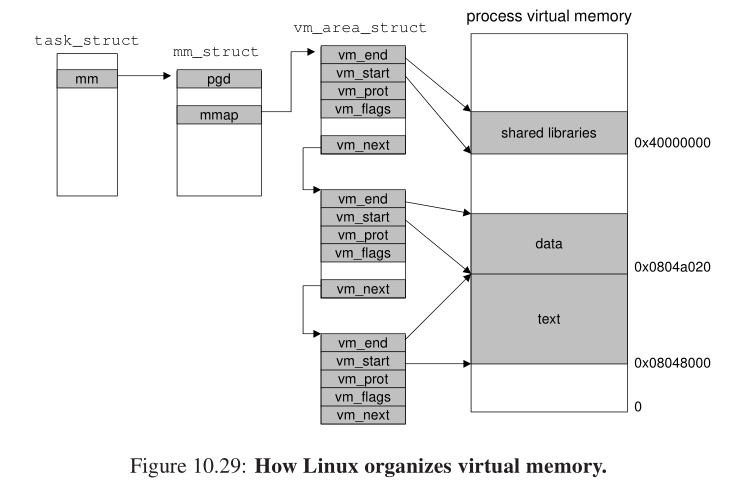 process virtual memory
vm_area_struct
task_struct
mm_struct
mm
pgd
mmap
vm_end
vm_start
vm_prot
vm_flags
vm_next
vm_end
vm_start
vm_prot
vm_flags
vm_next
vm_end
vm_start
vm_prot
vm_flags
vm_next
shared libraries
0x40000000
data
0x0804a020
text
0x08048000
0
Figure 10.29: How Linux organizes virtual memory.